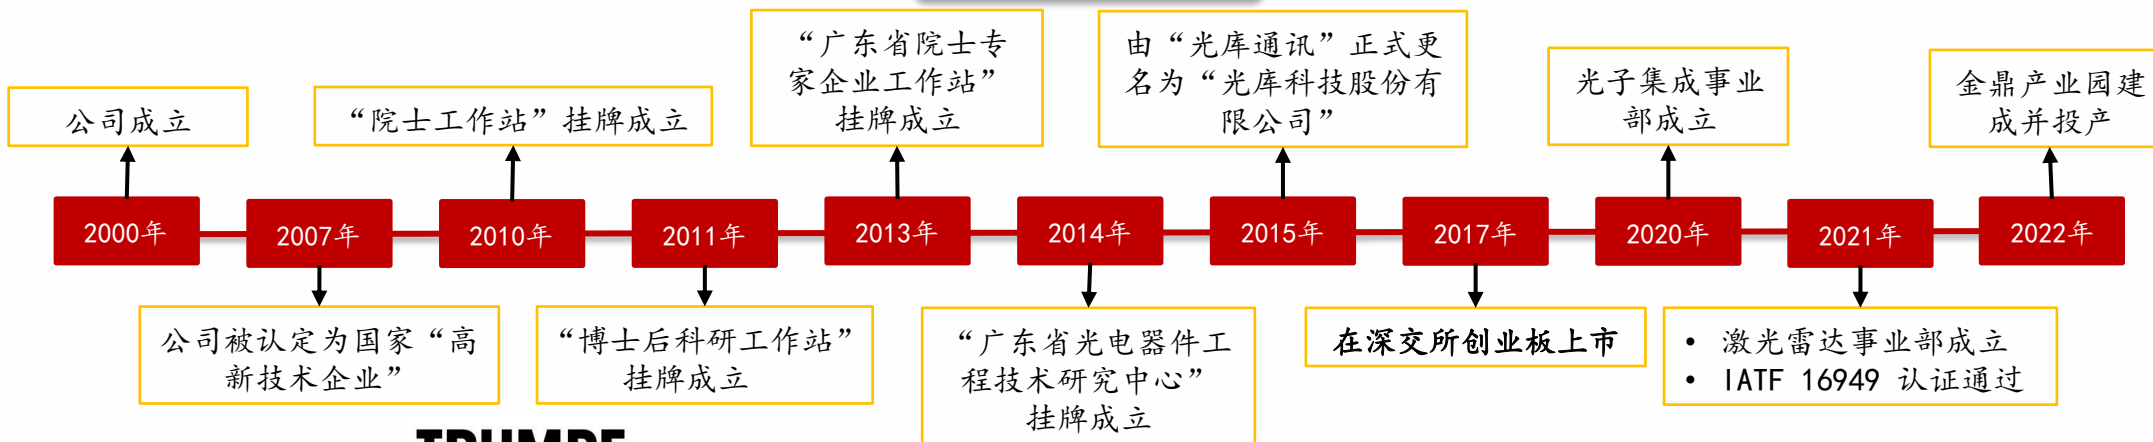 公司成立
“院士工作站”挂牌成立
“广东省院士专
家企业工作站”
挂牌成立
由“光库通讯”正式更
名为“光库科技股份有
限公司”
光子集成事业
部成立
金鼎产业园建
成并投产
2000年
2007年
2010年
2011年
2013年
2014年
2015年
2017年
2020年
2021年
2022年
公司被认定为国家“高
新技术企业”
“博士后科研工作站”
挂牌成立
“广东省光电器件工
程技术研究中心”
挂牌成立
在深交所创业板上市
• 激光雷达事业部成立
• IATF 16949 认证通过